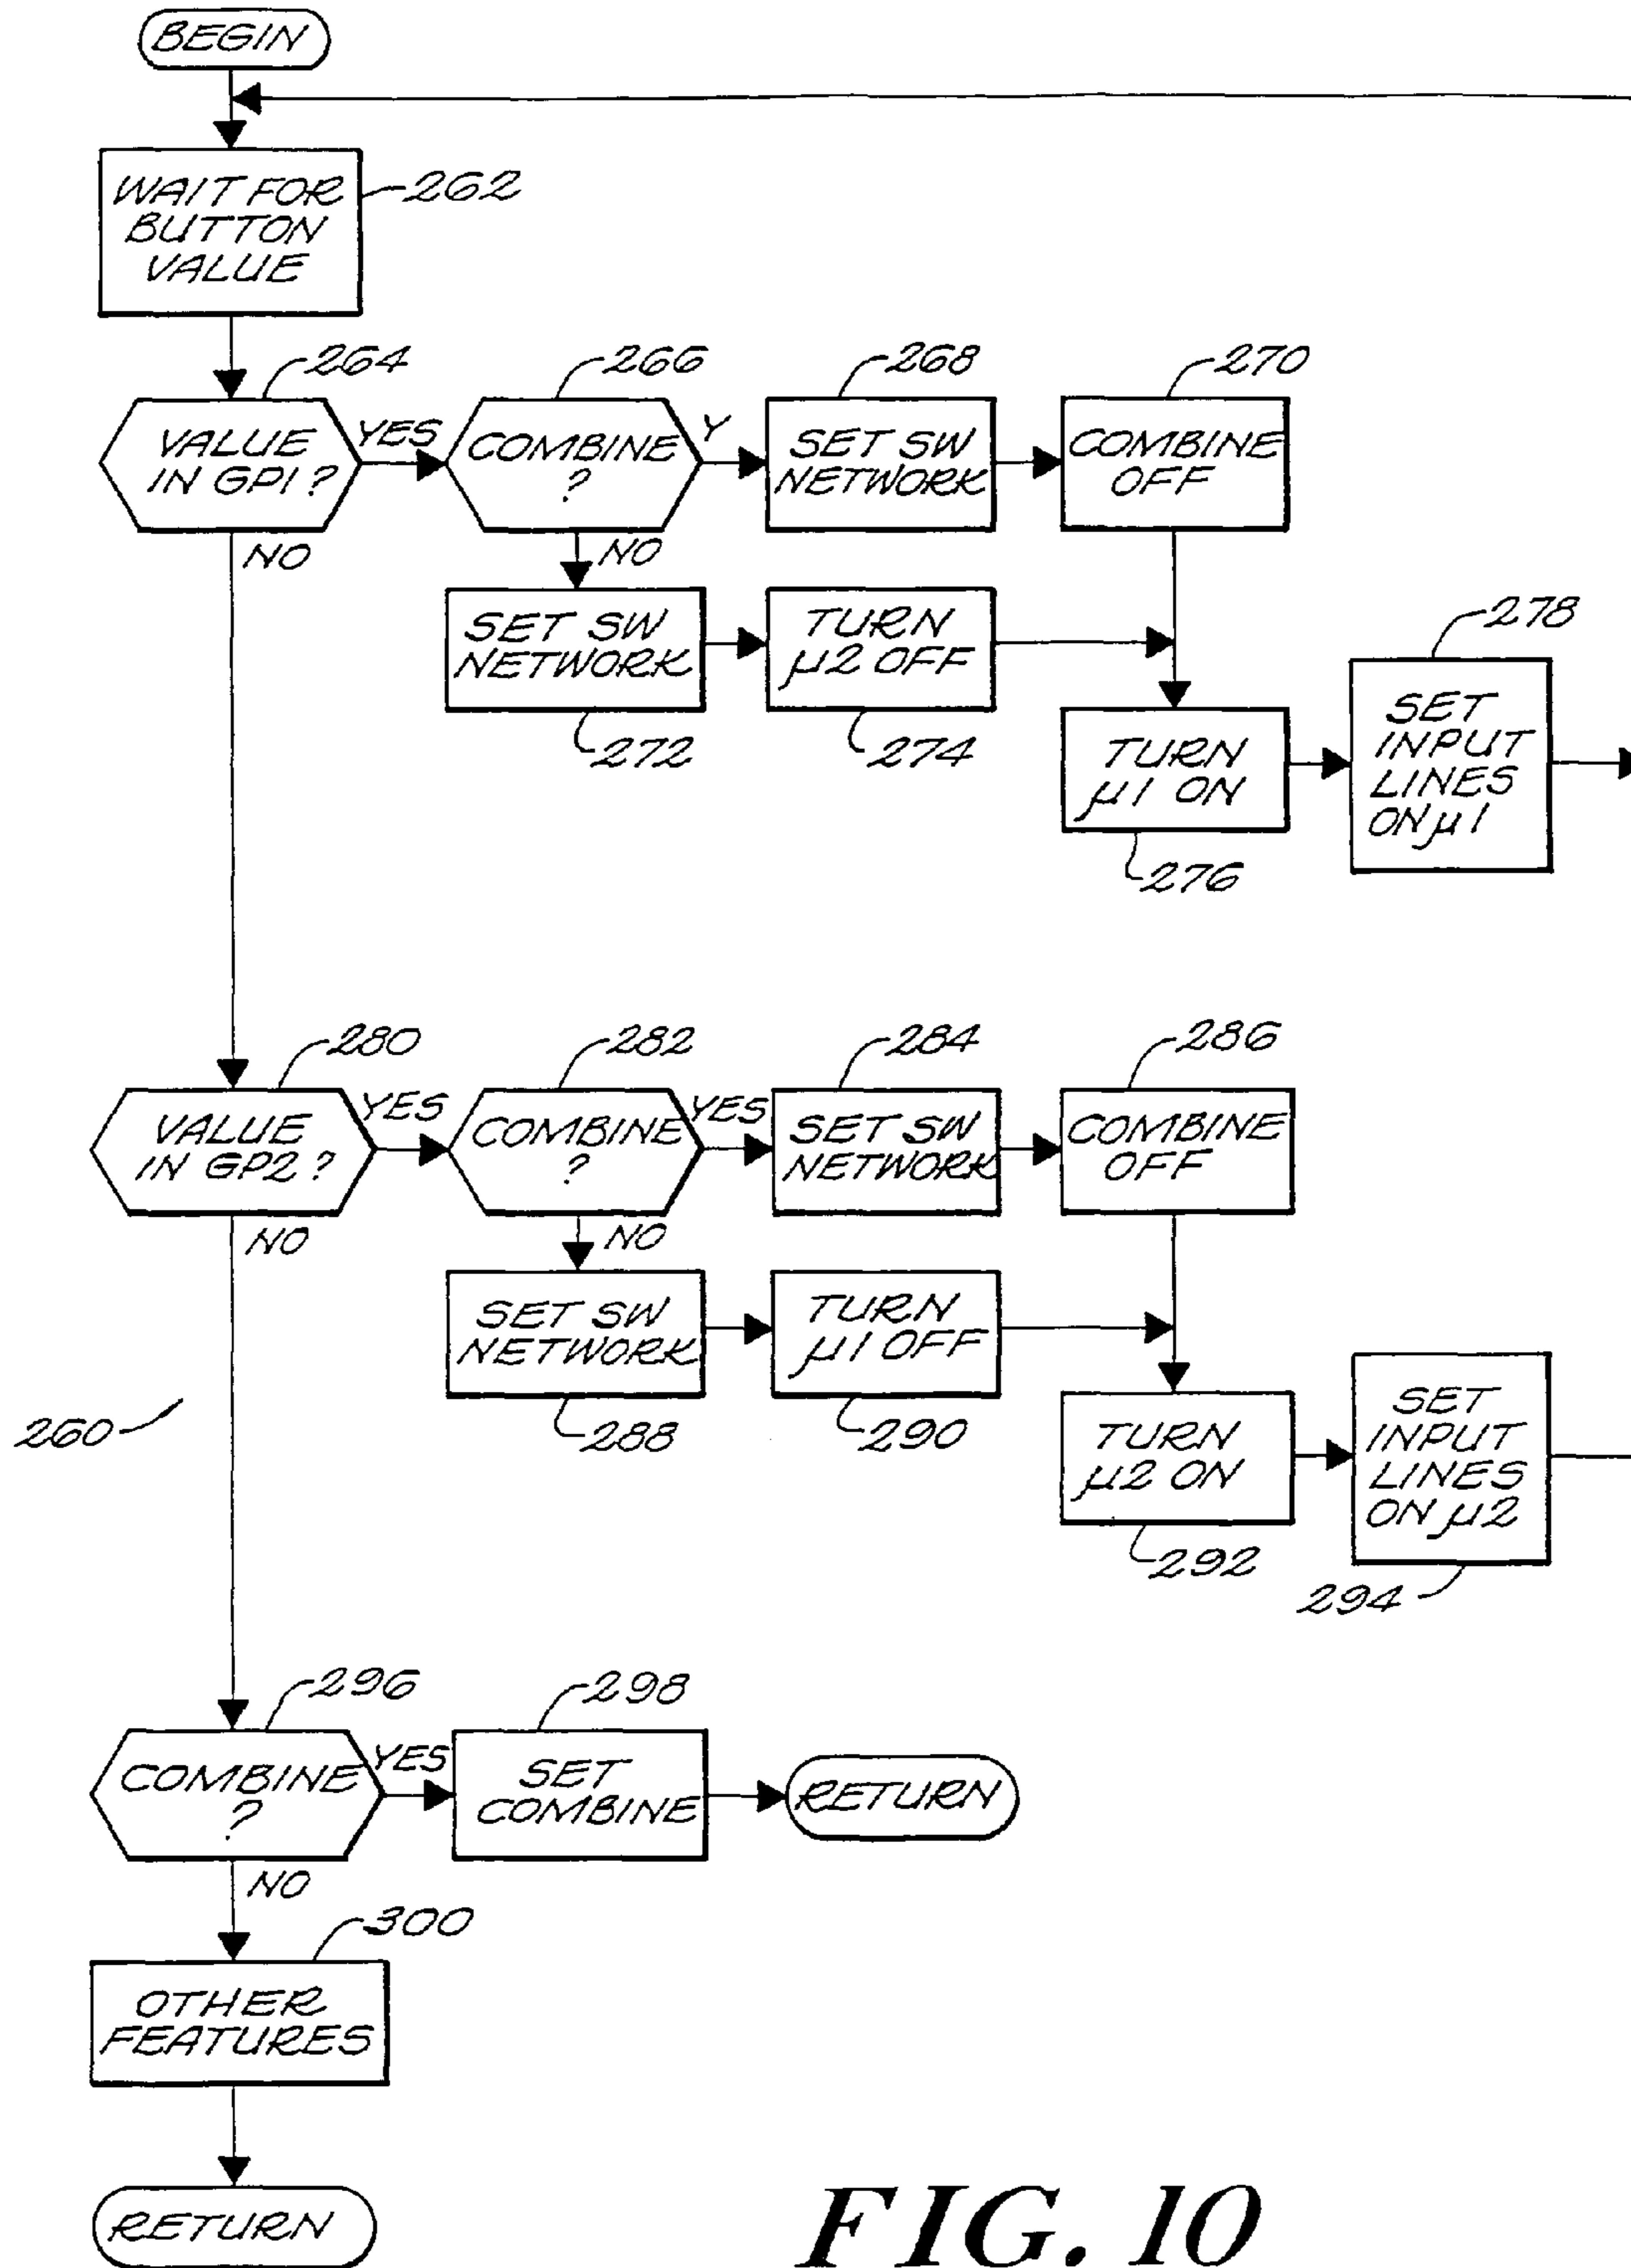 BEGIN
WAIT FOR
BUTTON
VALUE
262
264
VALUE
IN GP1?
YES
NO
266
COMBINE
?
Y
NO
268
SET SW
NETWORK
270
COMBINE
OFF
SET SW
NETWORK
272
TURN
μ2 OFF
274
TURN
μ1 ON
276
278
SET
INPUT
LINES
ON μ1
280
VALUE
IN GP2?
YES
NO
282
COMBINE
?
YES
NO
284
SET SW
NETWORK
286
COMBINE
OFF
SET SW
NETWORK
288
TURN
μ1 OFF
290
TURN
μ2 ON
292
SET
INPUT
LINES
ON μ2
294
260
296
COMBINE
?
YES
NO
298
SET
COMBINE
RETURN
300
OTHER
FEATURES
RETURN
FIG. 10